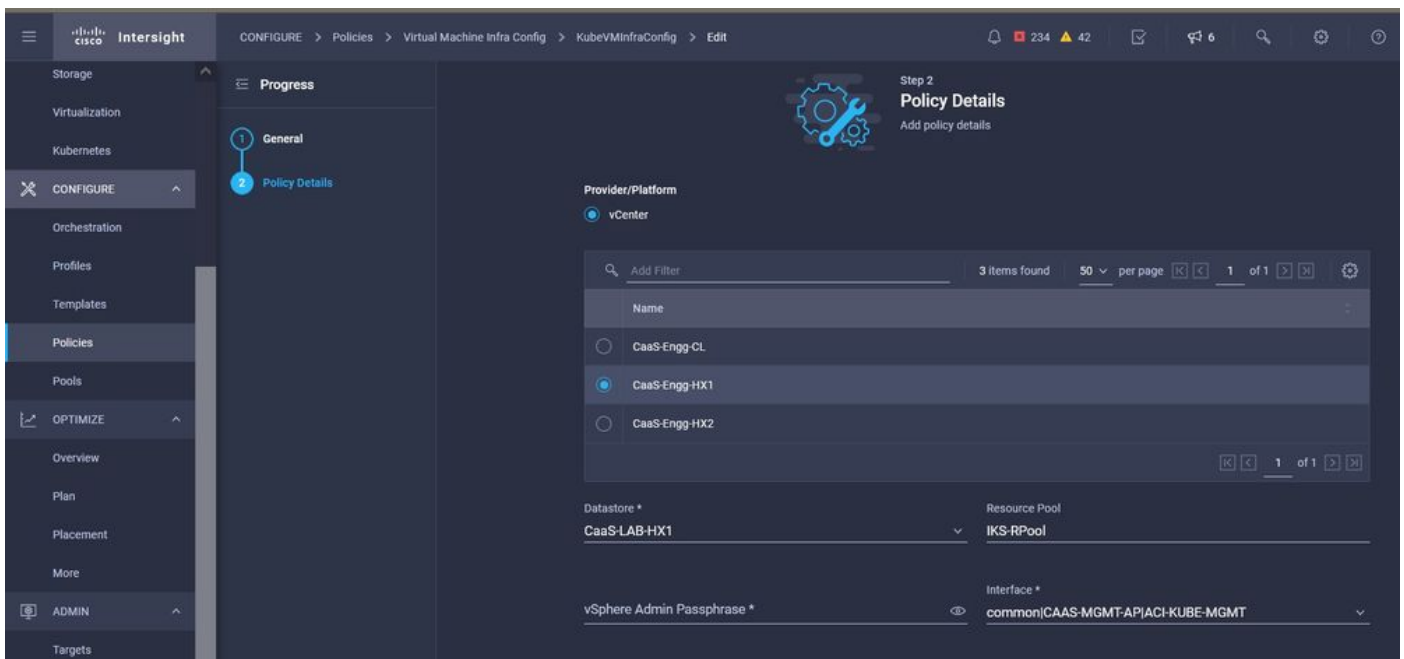 cisco Intersight
CONFIGURE > Policies > Virtual Machine Infra Config > KubeVMInfraConfig > Edit
234 42
6
Storage
Virtualization
Kubernetes
CONFIGURE
Orchestration
Profiles
Templates
Policies
Pools
OPTIMIZE
Overview
Plan
Placement
More
ADMIN
Targets
Progress
1 General
2 Policy Details
Step 2
Policy Details
Add policy details
Provider/Platform
vCenter
Add Filter
3 items found 50 per page 1 of 1
Name
CaaS-Engg-CL
CaaS-Engg-HX1
CaaS-Engg-HX2
1 of 1
Datastore *
CaaS-LAB-HX1
Resource Pool
IKS-RPool
vSphere Admin Passphrase *
Interface *
common|CAAS-MGMT-AP|ACI-KUBE-MGMT